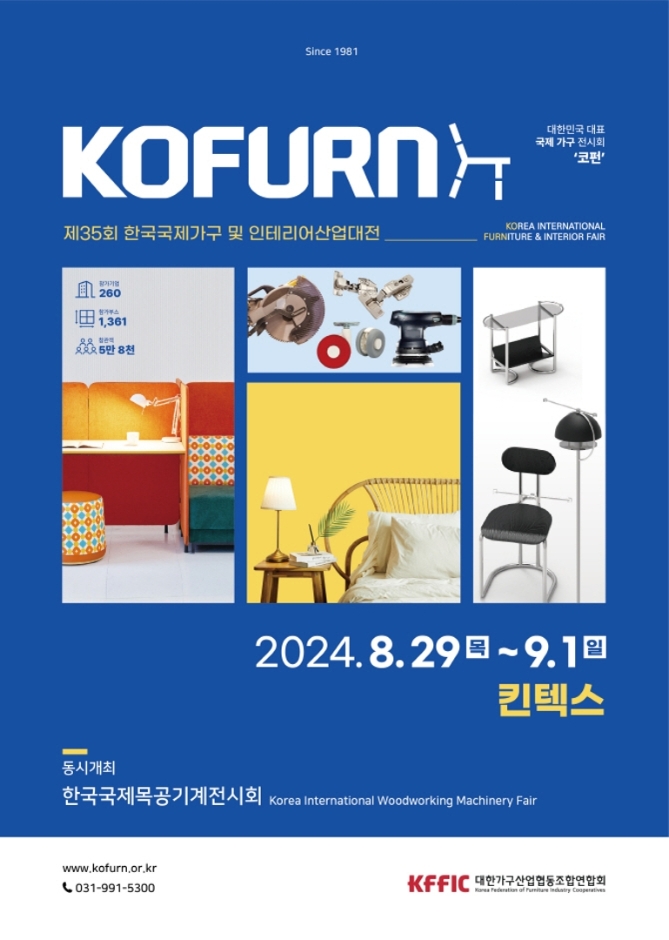 Since 1981
KOFURN
대한민국 대표
국제 가구 전시회
‘코펀’
제35회 한국국제가구 및 인테리어산업대전
KOREA INTERNATIONAL
FURNITURE & INTERIOR FAIR
참가기업
260
참가부스
1,361
참관객
5만 8천
2024. 8. 29 목 ~ 9. 1 일
킨텍스
동시개최
한국국제목공기계전시회 Korea International Woodworking Machinery Fair
www.kofurn.or.kr
031-991-5300
KFFIC 대한가구산업협동조합연합회
Korea Federation of Furniture Industry Cooperatives